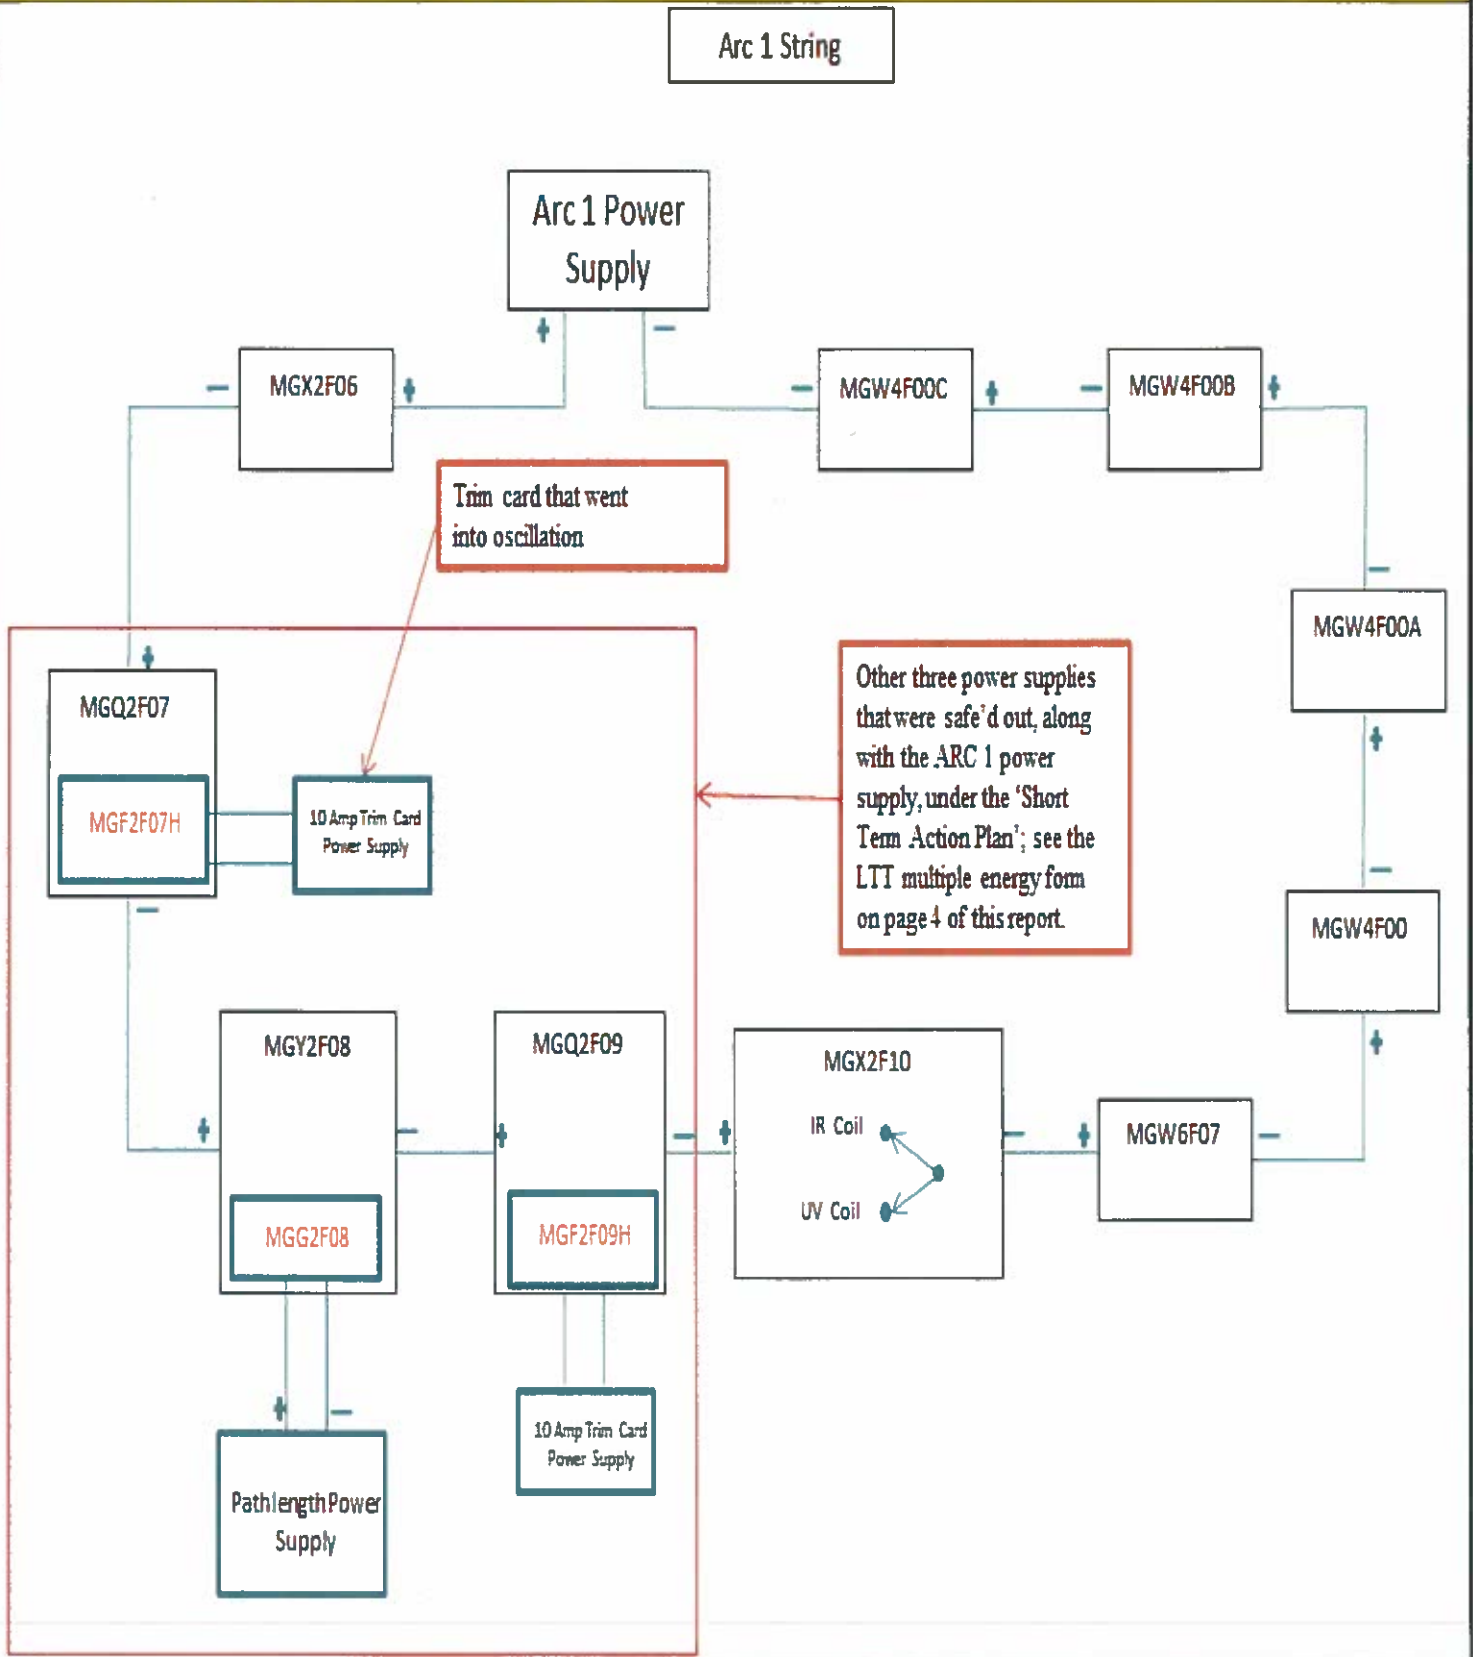 Arc 1 String
Arc 1 Power
Supply
+
−
−
MGX2F06
+
−
MGW4F00C
+
−
MGW4F00B
+
Trim card that went
into oscillation
−
MGW4F00A
+
+
MGQ2F07
MGF2F07H
10 Amp Trim Card
Power Supply
−
Other three power supplies
that were safe'd out, along
with the ARC 1 power
supply, under the 'Short
Term Action Plan'; see the
LTT multiple energy form
on page 4 of this report.
−
MGW4F00
+
+
MGY2F08
−
MGG2F08
+
MGQ2F09
−
MGF2F09H
+
MGX2F10
IR Coil
UV Coil
−
+
MGW6F07
−
+
−
10 Amp Trim Card
Power Supply
Pathlength Power
Supply